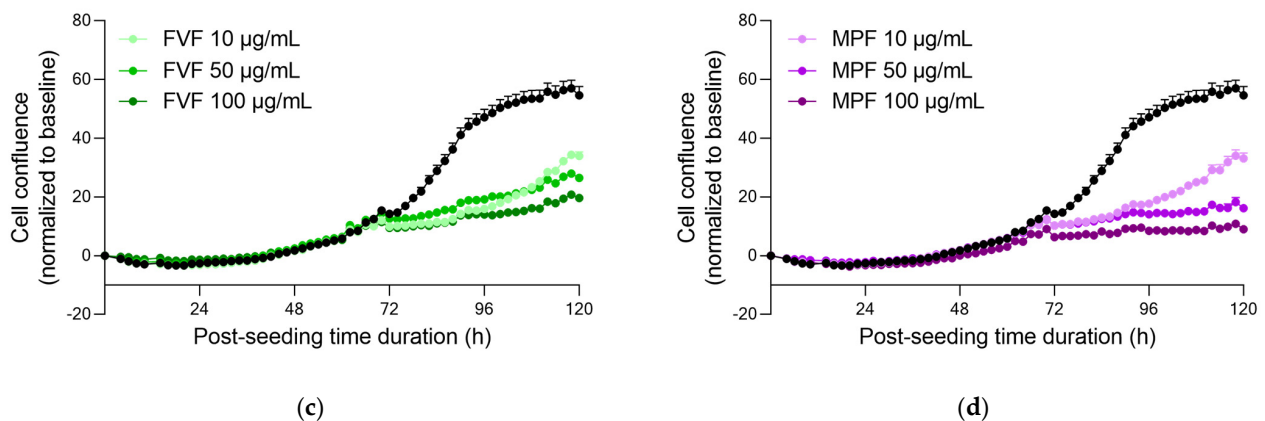 80
60
40
20
0
-20
Cell confluence
(normalized to baseline)
FVF 10 µg/mL
FVF 50 µg/mL
FVF 100 µg/mL
24
48
72
96
120
Post-seeding time duration (h)
(c)
80
60
40
20
0
-20
Cell confluence
(normalized to baseline)
MPF 10 µg/mL
MPF 50 µg/mL
MPF 100 µg/mL
24
48
72
96
120
Post-seeding time duration (h)
(d)